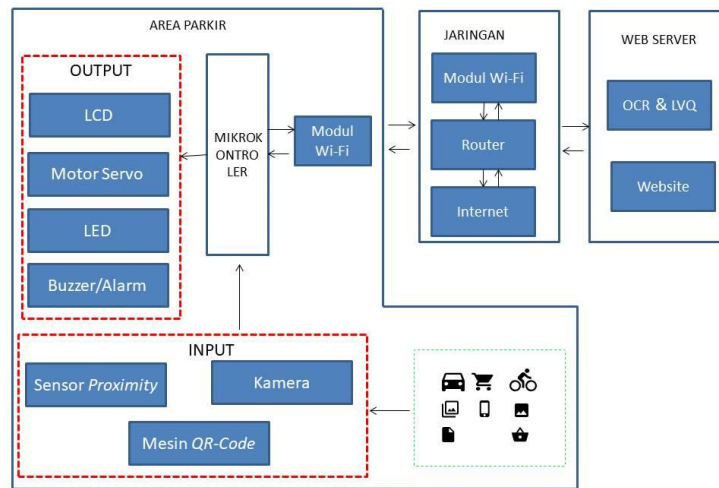 AREA PARKIR
OUTPUT
LCD
Motor Servo
LED
Buzzer/Alarm
MIKROK
ONTRO
LER
Modul
Wi-Fi
JARINGAN
Modul Wi-Fi
Router
Internet
WEB SERVER
OCR & LVQ
Website
INPUT
Sensor Proximity
Kamera
Mesin QR-Code